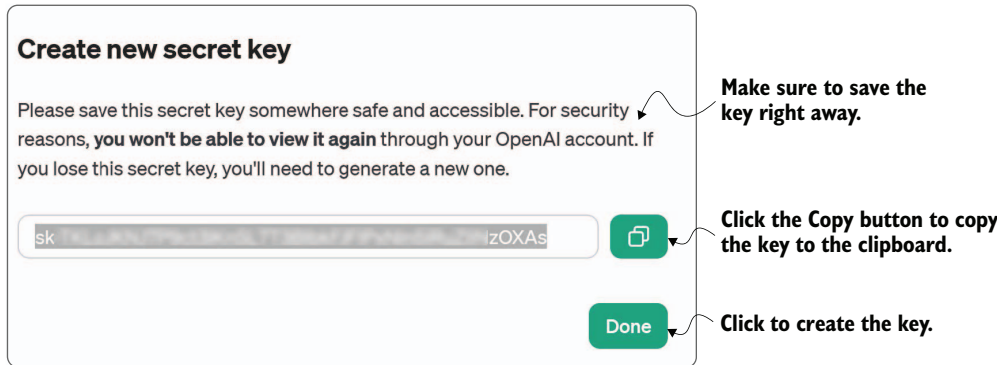 Create new secret key
Please save this secret key somewhere safe and accessible. For security
reasons, you won't be able to view it again through your OpenAI account. If
you lose this secret key, you'll need to generate a new one.
sk zOXAs
Done
Make sure to save the
key right away.
Click the Copy button to copy
the key to the clipboard.
Click to create the key.